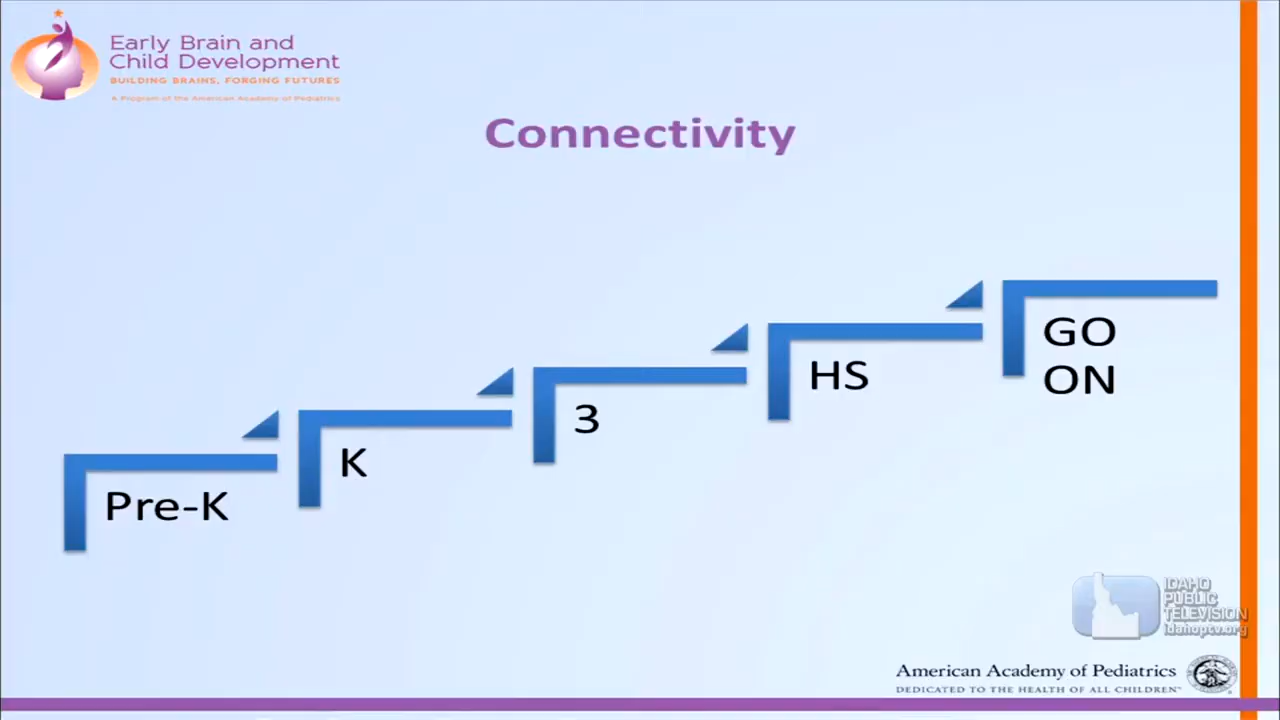 Early Brain and
Child Development
BUILDING BRAINS, FORGING FUTURES
A Program of the American Academy of Pediatrics
Connectivity
Pre-K
K
3
HS
GO
ON
IDAHO
PUBLIC
TELEVISION
idahoptv.org
American Academy of Pediatrics
DEDICATED TO THE HEALTH OF ALL CHILDREN™